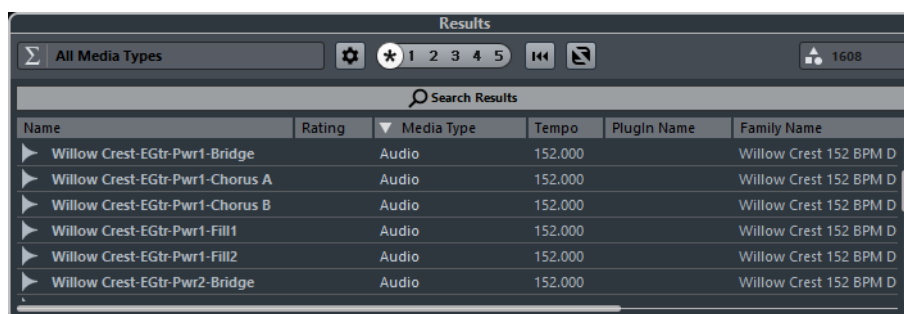 Results
All Media Types * 1 2 3 4 5 1608
Search Results
Name Rating Media Type Tempo PlugIn Name Family Name
Willow Crest-EGtr-Pwr1-Bridge Audio 152.000 Willow Crest 152 BPM D
Willow Crest-EGtr-Pwr1-Chorus A Audio 152.000 Willow Crest 152 BPM D
Willow Crest-EGtr-Pwr1-Chorus B Audio 152.000 Willow Crest 152 BPM D
Willow Crest-EGtr-Pwr1-Fill1 Audio 152.000 Willow Crest 152 BPM D
Willow Crest-EGtr-Pwr1-Fill2 Audio 152.000 Willow Crest 152 BPM D
Willow Crest-EGtr-Pwr2-Bridge Audio 152.000 Willow Crest 152 BPM D